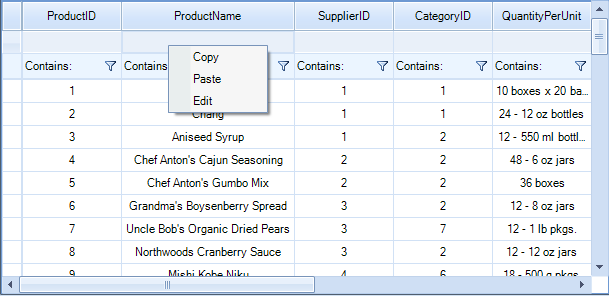 ProductID ProductName SupplierID CategoryID QuantityPerUnit
Contains: Contains: Contains: Contains:
Copy
Paste
Edit
1 1 1 10 boxes x 20 ba...
2 Chang 1 1 24 - 12 oz bottles
3 Aniseed Syrup 1 2 12 - 550 ml bottl...
4 Chef Anton's Cajun Seasoning 2 2 48 - 6 oz jars
5 Chef Anton's Gumbo Mix 2 2 36 boxes
6 Grandma's Boysenberry Spread 3 2 12 - 8 oz jars
7 Uncle Bob's Organic Dried Pears 3 7 12 - 1 lb pkgs.
8 Northwoods Cranberry Sauce 3 2 12 - 12 oz jars
9 Mishi Kobe Niku 4 6 18 - 500 g pkgs.